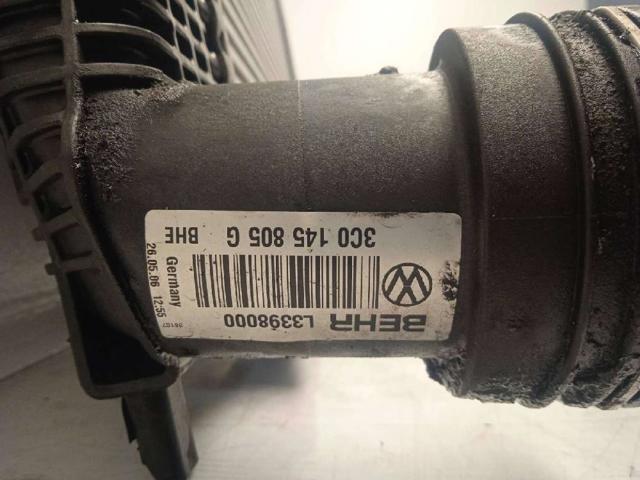 BEHR L3398000
3C0 145 805 G
BHE
Germany
26.05.06 12:55